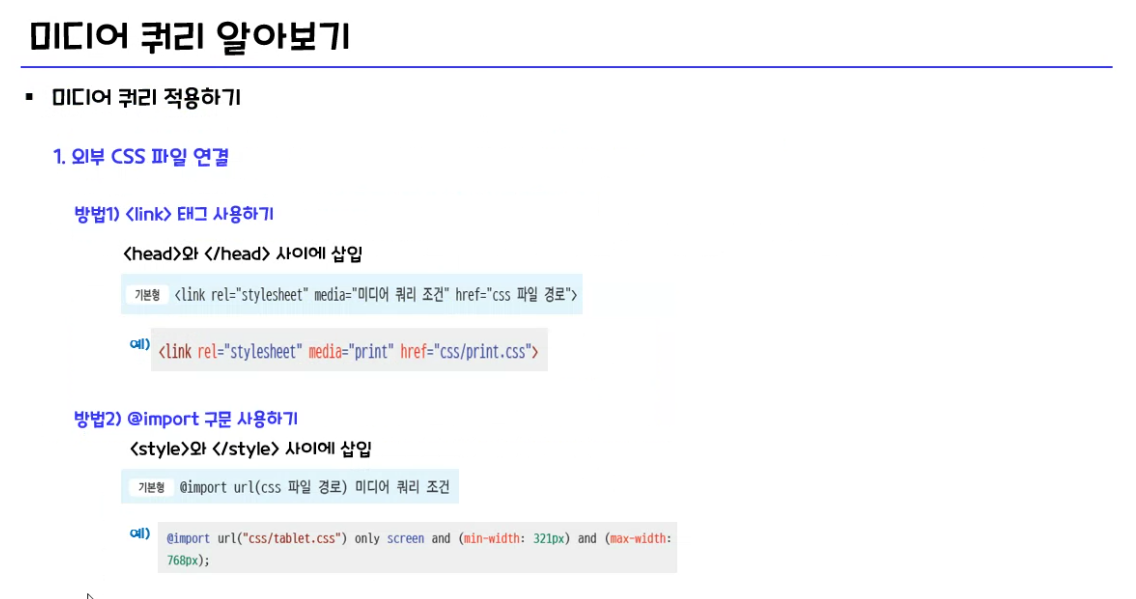 미디어 쿼리 알아보기
▪ 미디어 쿼리 적용하기
1. 외부 CSS 파일 연결
방법1) <link> 태그 사용하기
<head>와 </head> 사이에 삽입
기본형 <link rel="stylesheet" media="미디어 쿼리 조건" href="css 파일 경로">
예) <link rel="stylesheet" media="print" href="css/print.css">
방법2) @import 구문 사용하기
<style>와 </style> 사이에 삽입
기본형 @import url(css 파일 경로) 미디어 쿼리 조건
예) @import url("css/tablet.css") only screen and (min-width: 321px) and (max-width:
768px);